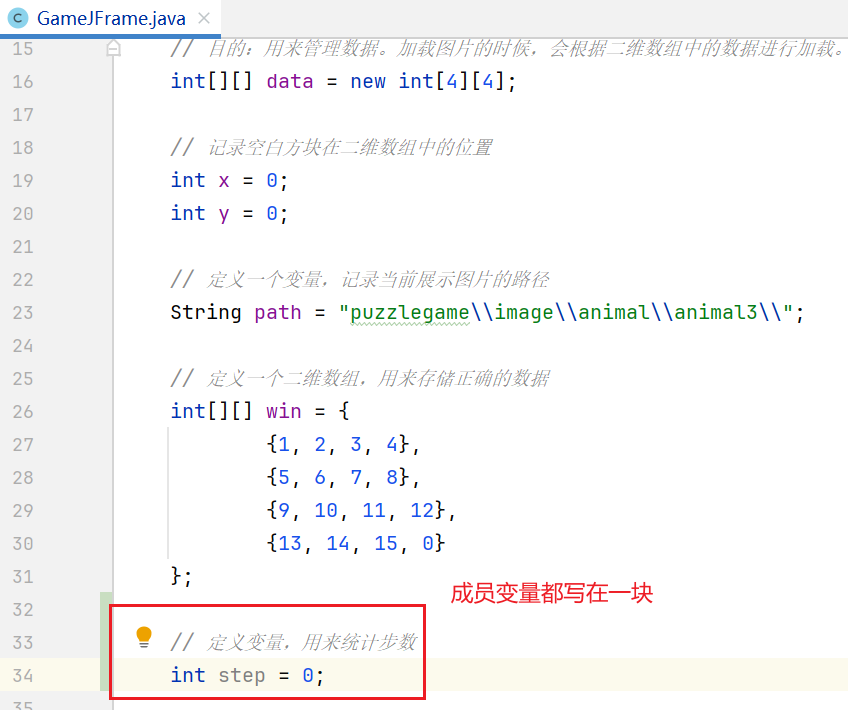 GameJFrame.java
15 // 目的：用来管理数据。加载图片的时候，会根据二维数组中的数据进行加载。
16 int[][] data = new int[4][4];
17
18 // 记录空白方块在二维数组中的位置
19 int x = 0;
20 int y = 0;
21
22 // 定义一个变量，记录当前展示图片的路径
23 String path = "puzzlegame\\image\\animal\\animal3\\";
24
25 // 定义一个二维数组，用来存储正确的数据
26 int[][] win = {
27 {1, 2, 3, 4},
28 {5, 6, 7, 8},
29 {9, 10, 11, 12},
30 {13, 14, 15, 0}
31 };
成员变量都写在一块
32
33 // 定义变量，用来统计步数
34 int step = 0;
35